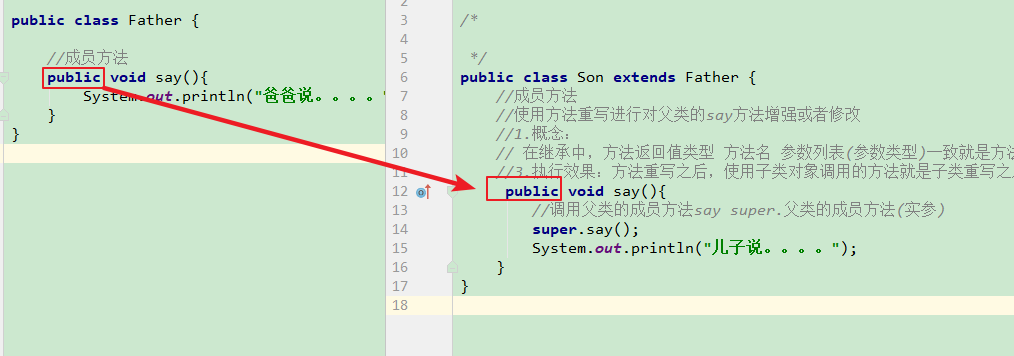 public class Father {
//成员方法
public void say(){
System.out.println("爸爸说。。。。"
}
}
2
3 /*
4
5 */
6 public class Son extends Father {
7 //成员方法
8 //使用方法重写进行对父类的say方法增强或者修改
9 //1.概念：
10 // 在继承中，方法返回值类型 方法名 参数列表(参数类型)一致就是方法
11 //3.执行效果：方法重写之后，使用子类对象调用的方法就是子类重写之
12 public void say(){
13 //调用父类的成员方法say super.父类的成员方法(实参)
14 super.say();
15 System.out.println("儿子说。。。。");
16 }
17 }
18